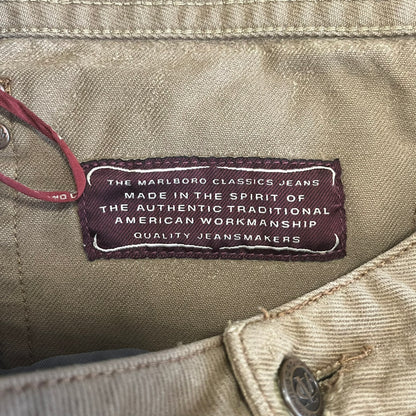 THE MARLBORO CLASSICS JEANS
MADE IN THE SPIRIT OF
THE AUTHENTIC TRADITIONAL
AMERICAN WORKMANSHIP
QUALITY JEANSMAKERS